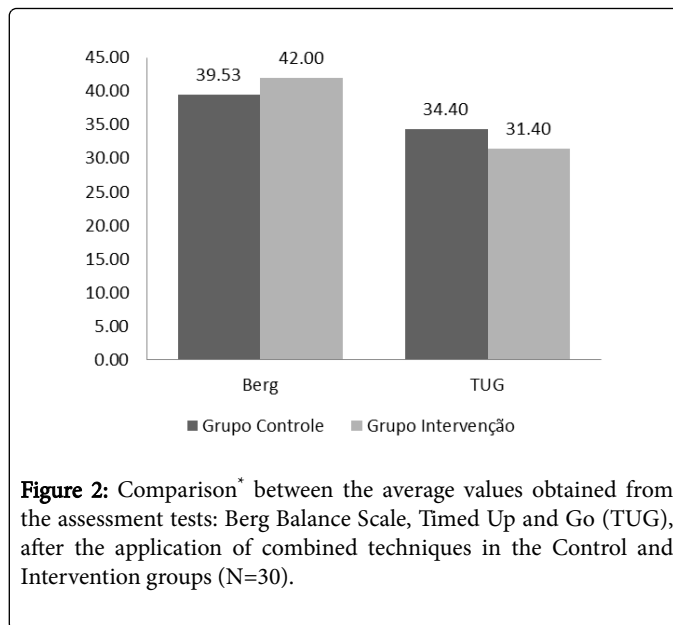 45.00
40.00
35.00
30.00
25.00
20.00
15.00
10.00
5.00
0.00
39.53
42.00
34.40
31.40
Berg
TUG
Grupo Controle
Grupo Intervenção
Figure 2: Comparison* between the average values obtained from
the assessment tests: Berg Balance Scale, Timed Up and Go (TUG),
after the application of combined techniques in the Control and
Intervention groups (N=30).